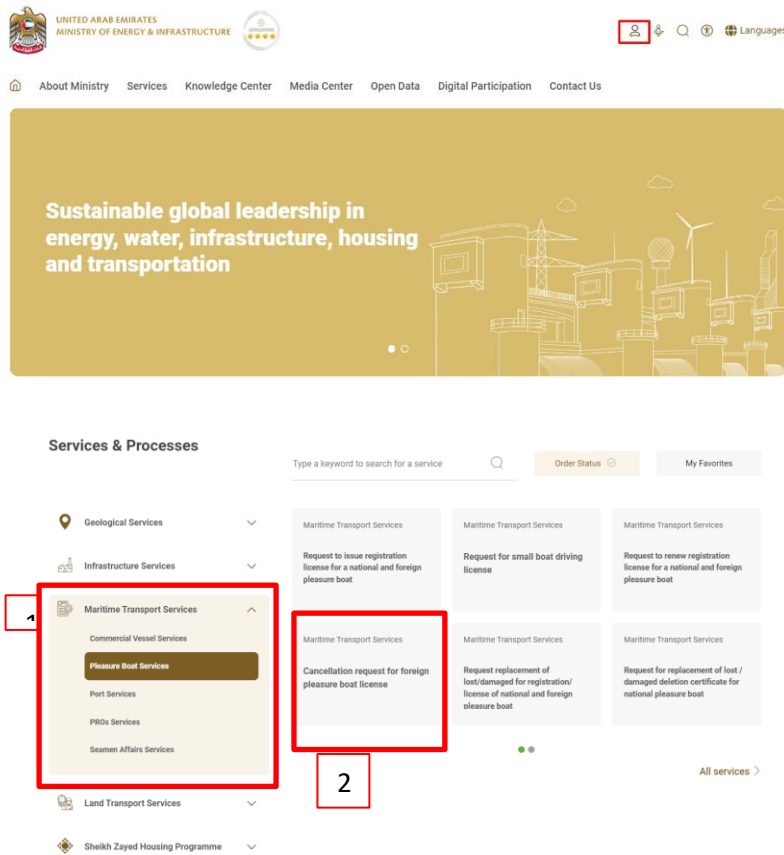 UNITED ARAB EMIRATES
MINISTRY OF ENERGY & INFRASTRUCTURE
Languages
About Ministry Services Knowledge Center Media Center Open Data Digital Participation Contact Us
Sustainable global leadership in
energy, water, infrastructure, housing
and transportation
Services & Processes
Type a keyword to search for a service
Order Status
My Favorites
Geological Services
Infrastructure Services
1
Maritime Transport Services
Commercial Vessel Services
Pleasure Boat Services
Port Services
PROs Services
Seamen Affairs Services
Land Transport Services
Sheikh Zayed Housing Programme
Maritime Transport Services
Request to issue registration
license for a national and foreign
pleasure boat
Maritime Transport Services
Request for small boat driving
license
Maritime Transport Services
Request to renew registration
license for a national and foreign
pleasure boat
Maritime Transport Services
Cancellation request for foreign
pleasure boat license
Maritime Transport Services
Request replacement of
lost/damaged for registration/
license of national and foreign
pleasure boat
Maritime Transport Services
Request for replacement of lost /
damaged deletion certificate for
national pleasure boat
2
All services